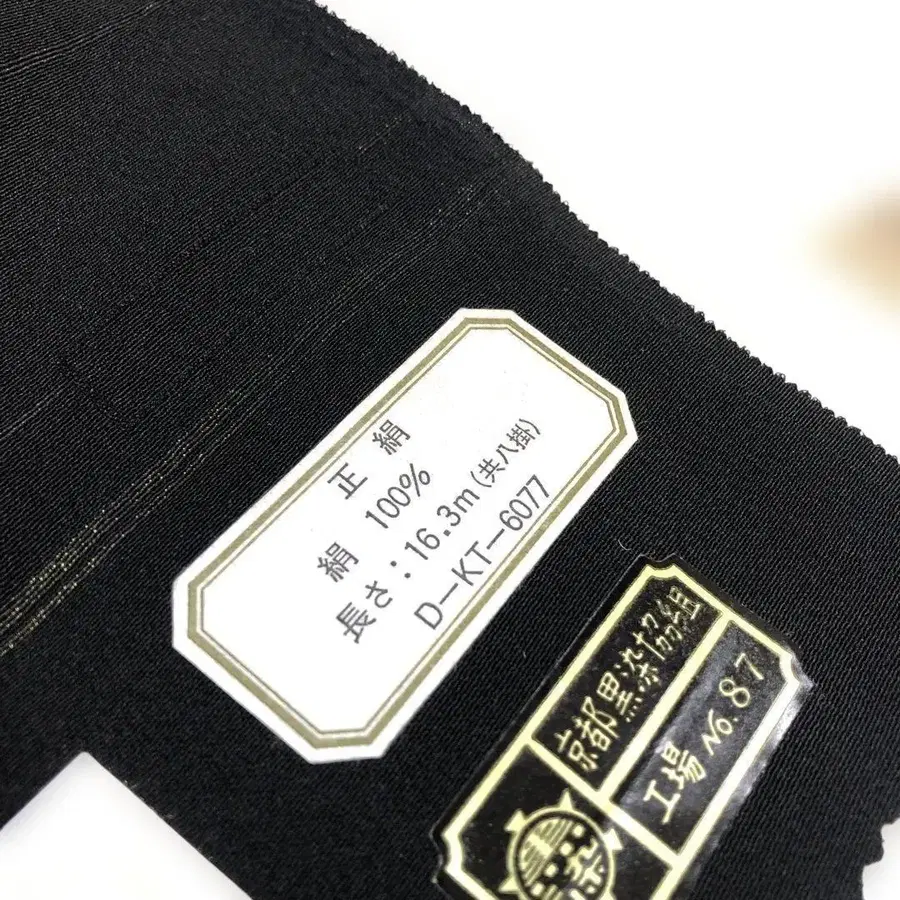 正絹
絹 100%
長さ：16.3m(共八掛)
D－KT－6077
京都黒染協組
工場 No.87